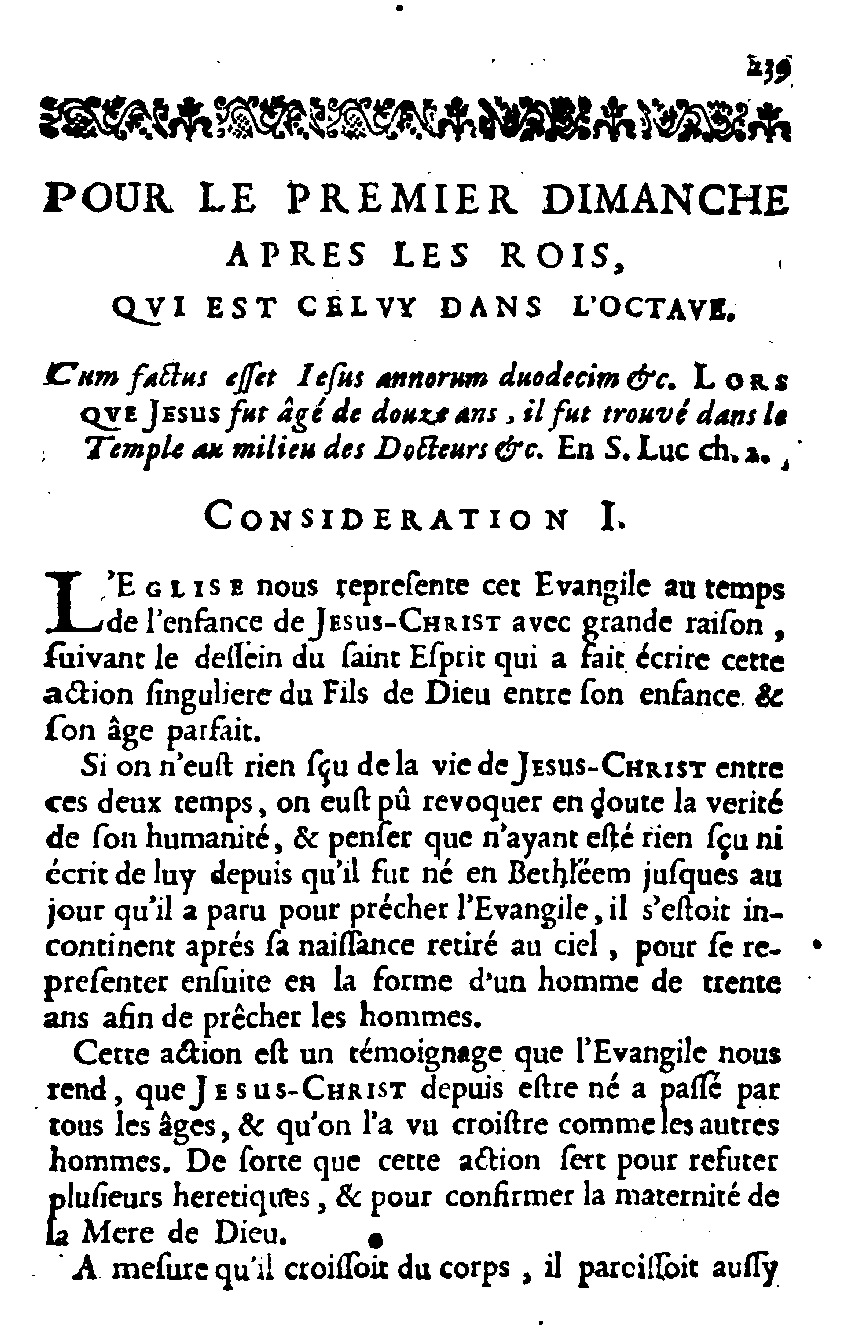 239
POUR LE PREMIER DIMANCHE
APRES LES ROIS,
QVI EST CELVY DANS L'OCTAVE.
Cum factus eſſet Ieſus annorum duodecim &c. LORS
QVE JESUS fut âgé de douze ans, il fut trouvé dans le
Temple au milieu des Docteurs &c. En S. Luc ch. 2.
CONSIDERATION I.
L'EGLISE nous repreſente cet Evangile au temps
de l'enfance de JESUS-CHRIST avec grande raiſon,
ſuivant le deſſein du ſaint Eſprit qui a fait écrire cette
action ſinguliere du Fils de Dieu entre ſon enfance &
ſon âge parfait.
Si on n'euſt rien ſçu de la vie de JESUS-CHRIST entre
ces deux temps, on euſt pû revoquer en doute la verité
de ſon humanité, & penſer que n'ayant eſté rien ſçu ni
écrit de luy depuis qu'il fut né en Bethléem juſques au
jour qu'il a paru pour précher l'Evangile, il s'eſtoit in-
continent aprés ſa naiſſance retiré au ciel, pour ſe re-
preſenter enſuite en la forme d'un homme de trente
ans afin de prêcher les hommes.
Cette action eſt un témoignage que l'Evangile nous
rend, que JESUS-CHRIST depuis eſtre né a paſſé par
tous les âges, & qu'on l'a vu croiſtre comme les autres
hommes. De ſorte que cette action ſert pour refuter
pluſieurs heretiques, & pour confirmer la maternité de
la Mere de Dieu.
A meſure qu'il croiſſoit du corps, il paroiſſoit auſſy